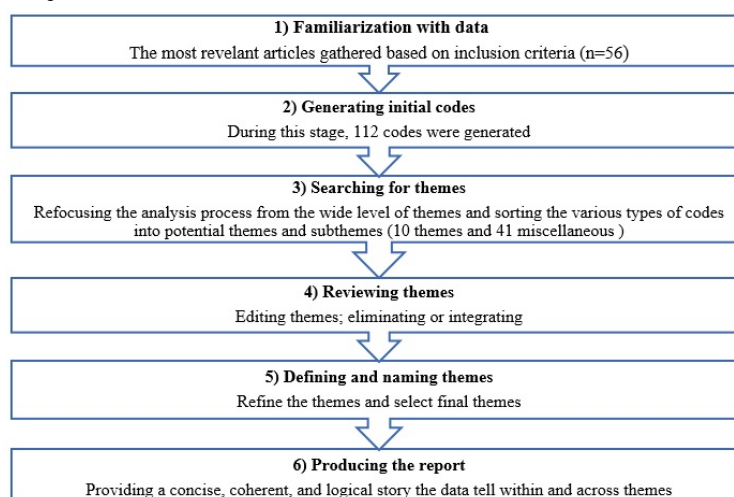 1) Familiarization with data
The most revelant articles gathered based on inclusion criteria (n=56)
2) Generating initial codes
During this stage, 112 codes were generated
3) Searching for themes
Refocusing the analysis process from the wide level of themes and sorting the various types of codes
into potential themes and subthemes (10 themes and 41 miscellaneous )
4) Reviewing themes
Editing themes; eliminating or integrating
5) Defining and naming themes
Refine the themes and select final themes
6) Producing the report
Providing a concise, coherent, and logical story the data tell within and across themes